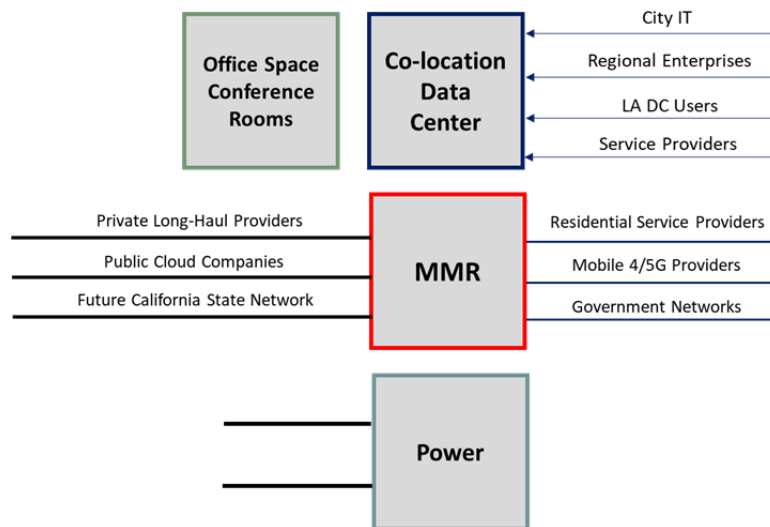 Office Space
Conference
Rooms
Co-location
Data
Center
City IT
Regional Enterprises
LA DC Users
Service Providers
Private Long-Haul Providers
Public Cloud Companies
Future California State Network
MMR
Residential Service Providers
Mobile 4/5G Providers
Government Networks
Power